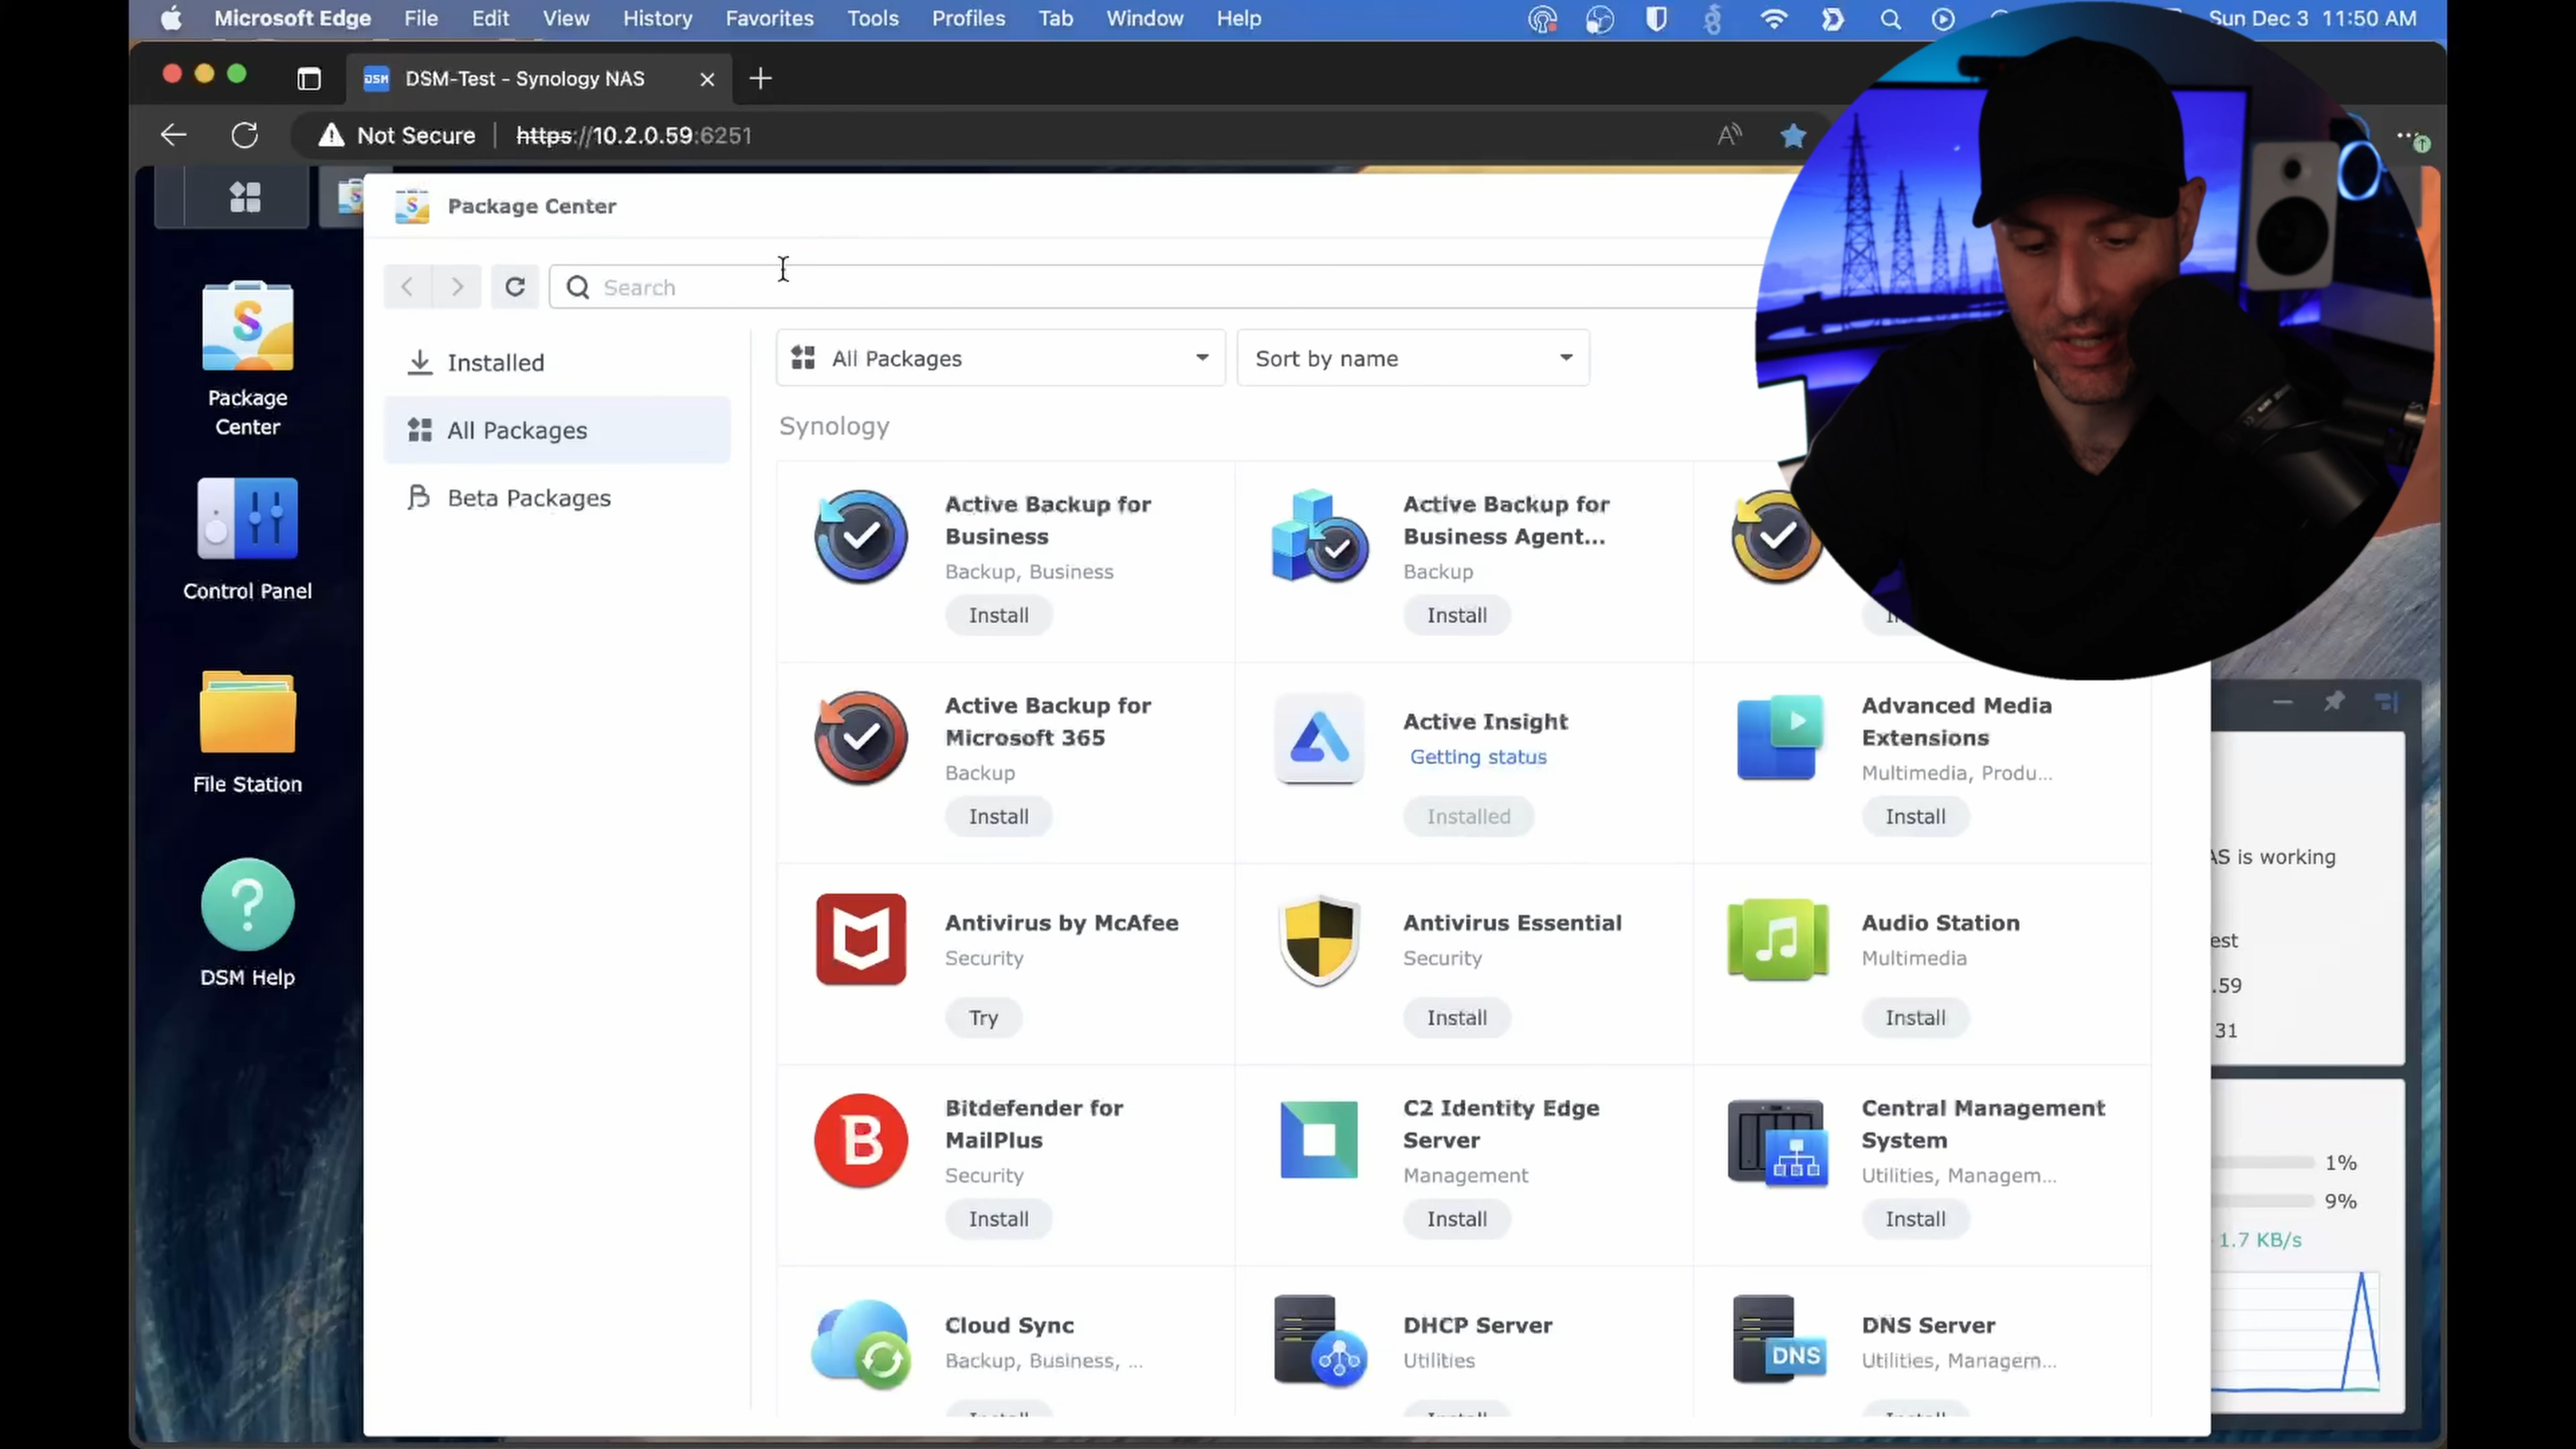 Microsoft Edge File Edit View History Favorites Tools Profiles Tab Window Help
Sun Dec 3 11:50 AM
DSM DSM-Test - Synology NAS
Not Secure https://10.2.0.59:6251
Package Center
Search
Package
Center
Control Panel
File Station
DSM Help
Installed
All Packages
Beta Packages
All Packages
Sort by name
Synology
Active Backup for
Business
Backup, Business
Install
Active Backup for
Business Agent...
Backup
Install
Active Backup for
Microsoft 365
Backup
Install
Active Insight
Getting status
Installed
Advanced Media
Extensions
Multimedia, Produ...
Install
Antivirus by McAfee
Security
Try
Antivirus Essential
Security
Install
Audio Station
Multimedia
Install
Bitdefender for
MailPlus
Security
Install
C2 Identity Edge
Server
Management
Install
Central Management
System
Utilities, Managem...
Install
Cloud Sync
Backup, Business, ...
DHCP Server
Utilities
DNS
DNS Server
Utilities, Managem...
is working
.59
31
1%
9%
1.7 KB/s